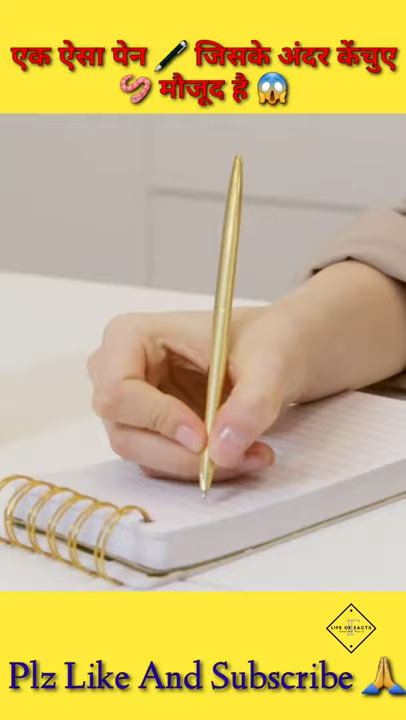 एक ऐसा पेन 🖊️ जिसके अंदर केंचुए
🪱 मौजूद है 😱
LIFE OF FACTS
Plz Like And Subscribe 🙏